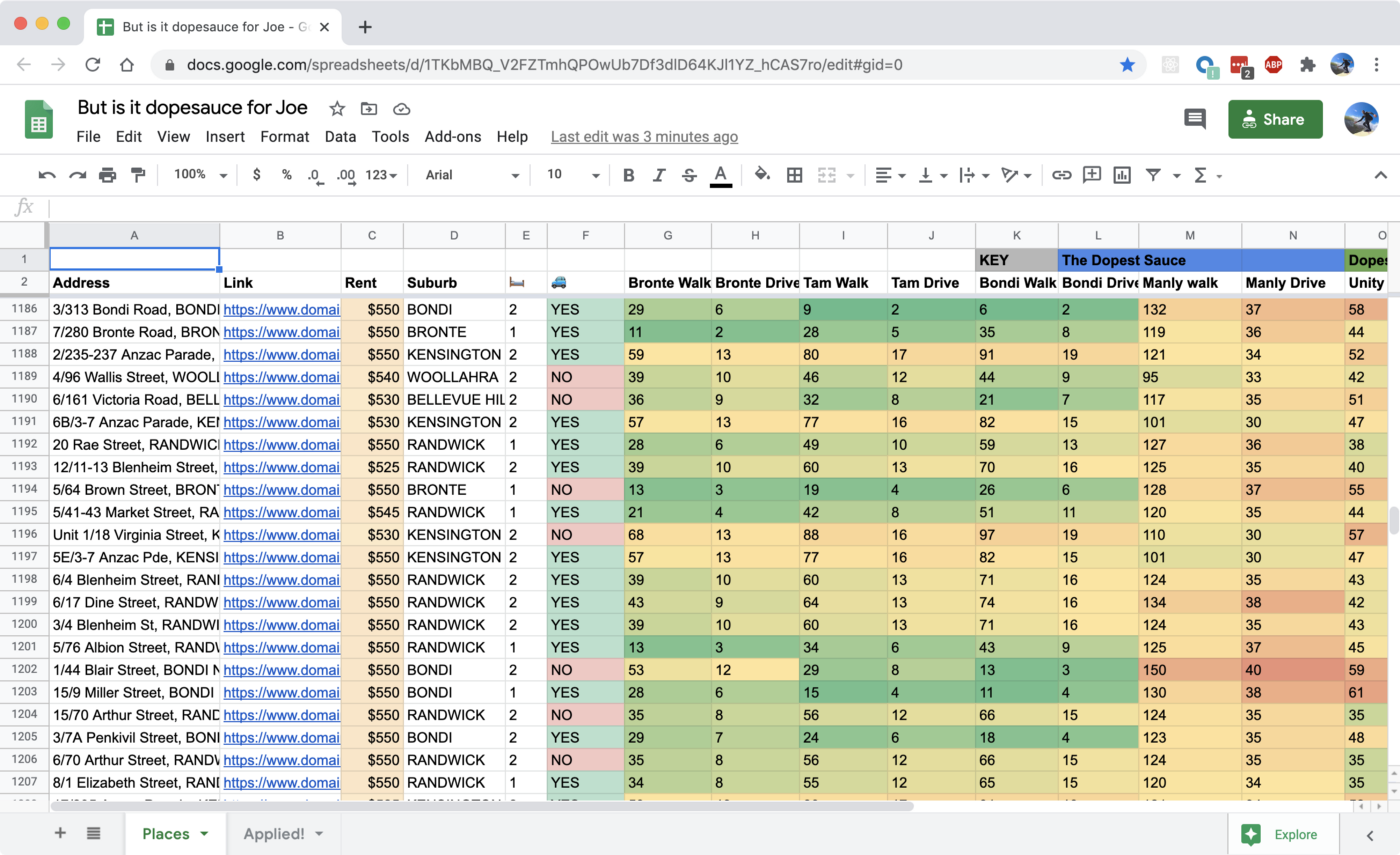 But is it dopesauce for Joe - G
docs.google.com/spreadsheets/d/1TKbMBQ_V2FZTmhQPOwUb7Df3dlD64KJl1YZ_hCAS7ro/edit#gid=0
2
ABP
But is it dopesauce for Joe
Share
File Edit View Insert Format Data Tools Add-ons Help Last edit was 3 minutes ago
100% $ % .0 .00 123 Arial 10 B I S A Σ
fx
A B C D E F G H I J K L M N O
1 KEY The Dopest Sauce Dopes
2 Address Link Rent Suburb Bronte Walk Bronte Drive Tam Walk Tam Drive Bondi Walk Bondi Drive Manly walk Manly Drive Unity
1186 3/313 Bondi Road, BONDI https://www.domai $550 BONDI 2 YES 29 6 9 2 6 2 132 37 58
1187 7/280 Bronte Road, BRON https://www.domai $550 BRONTE 1 YES 11 2 28 5 35 8 119 36 44
1188 2/235-237 Anzac Parade, https://www.domai $550 KENSINGTON 2 YES 59 13 80 17 91 19 121 34 52
1189 4/96 Wallis Street, WOOLL https://www.domai $540 WOOLLAHRA 2 NO 39 10 46 12 44 9 95 33 42
1190 6/161 Victoria Road, BELL https://www.domai $530 BELLEVUE HIL 2 NO 36 9 32 8 21 7 117 35 51
1191 6B/3-7 Anzac Parade, KEN https://www.domai $530 KENSINGTON 2 YES 57 13 77 16 82 15 101 30 47
1192 20 Rae Street, RANDWIC https://www.domai $550 RANDWICK 1 YES 28 6 49 10 59 13 127 36 38
1193 12/11-13 Blenheim Street, https://www.domai $525 RANDWICK 2 YES 39 10 60 13 70 16 125 35 40
1194 5/64 Brown Street, BRONT https://www.domai $550 BRONTE 1 NO 13 3 19 4 26 6 128 37 55
1195 5/41-43 Market Street, RA https://www.domai $545 RANDWICK 1 YES 21 4 42 8 51 11 120 35 44
1196 Unit 1/18 Virginia Street, K https://www.domai $530 KENSINGTON 2 NO 68 13 88 16 97 19 110 30 57
1197 5E/3-7 Anzac Pde, KENSI https://www.domai $550 KENSINGTON 2 YES 57 13 77 16 82 15 101 30 47
1198 6/4 Blenheim Street, RAN https://www.domai $550 RANDWICK 2 YES 39 10 60 13 71 16 124 35 43
1199 6/17 Dine Street, RANDW https://www.domai $550 RANDWICK 2 YES 43 9 64 13 74 16 134 38 42
1200 3/4 Blenheim St, RANDWI https://www.domai $550 RANDWICK 2 YES 39 10 60 13 71 16 124 35 43
1201 5/76 Albion Street, RANDW https://www.domai $550 RANDWICK 1 YES 13 3 34 6 43 9 125 37 45
1202 1/44 Blair Street, BONDI N https://www.domai $550 BONDI 2 NO 53 12 29 8 13 3 150 40 59
1203 15/9 Miller Street, BONDI https://www.domai $550 BONDI 1 YES 28 6 15 4 11 4 130 38 61
1204 15/70 Arthur Street, RAND https://www.domai $550 RANDWICK 2 NO 35 8 56 12 66 15 124 35 35
1205 3/7A Penkivil Street, BON https://www.domai $550 BONDI 2 YES 29 7 24 6 18 4 123 35 48
1206 6/70 Arthur Street, RANDW https://www.domai $550 RANDWICK 2 NO 35 8 56 12 66 15 124 35 35
1207 8/1 Elizabeth Street, RAN https://www.domai $550 RANDWICK 1 YES 34 8 55 12 65 15 120 34 35
Places Applied! Explore